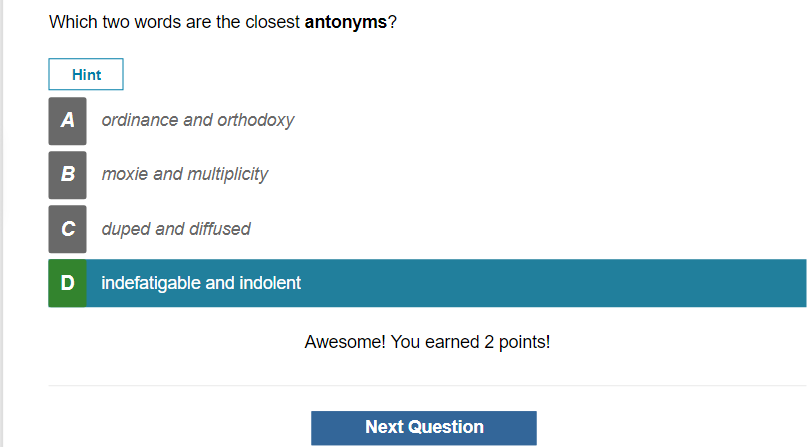 Which two words are the closest antonyms?
Hint
A ordinance and orthodoxy
B moxie and multiplicity
C duped and diffused
D indefatigable and indolent
Awesome! You earned 2 points!
Next Question